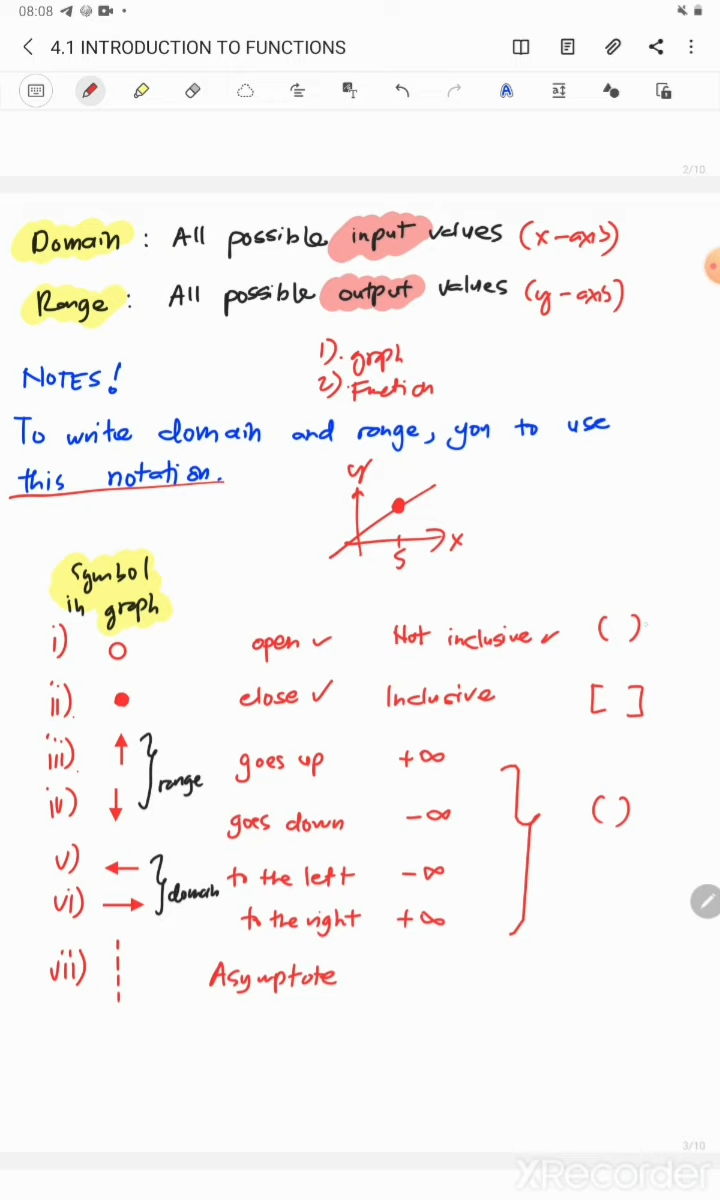 08:08
4.1 INTRODUCTION TO FUNCTIONS
2/10
Domain : All possible input values (x-axis)
Range : All possible output values (y-axis)
1). graph
2). Function
NOTES!
To write domain and range, you to use
this notation.
y
x
5
Symbol
in graph
i) open ✓ Not inclusive ✓ ( )
ii) close ✓ Inclusive [ ]
iii) goes up +∞
range
iv) goes down -∞ ( )
v) to the left -∞
domain
vi) to the right +∞
vii) Asymptote
3/10
XRecorder